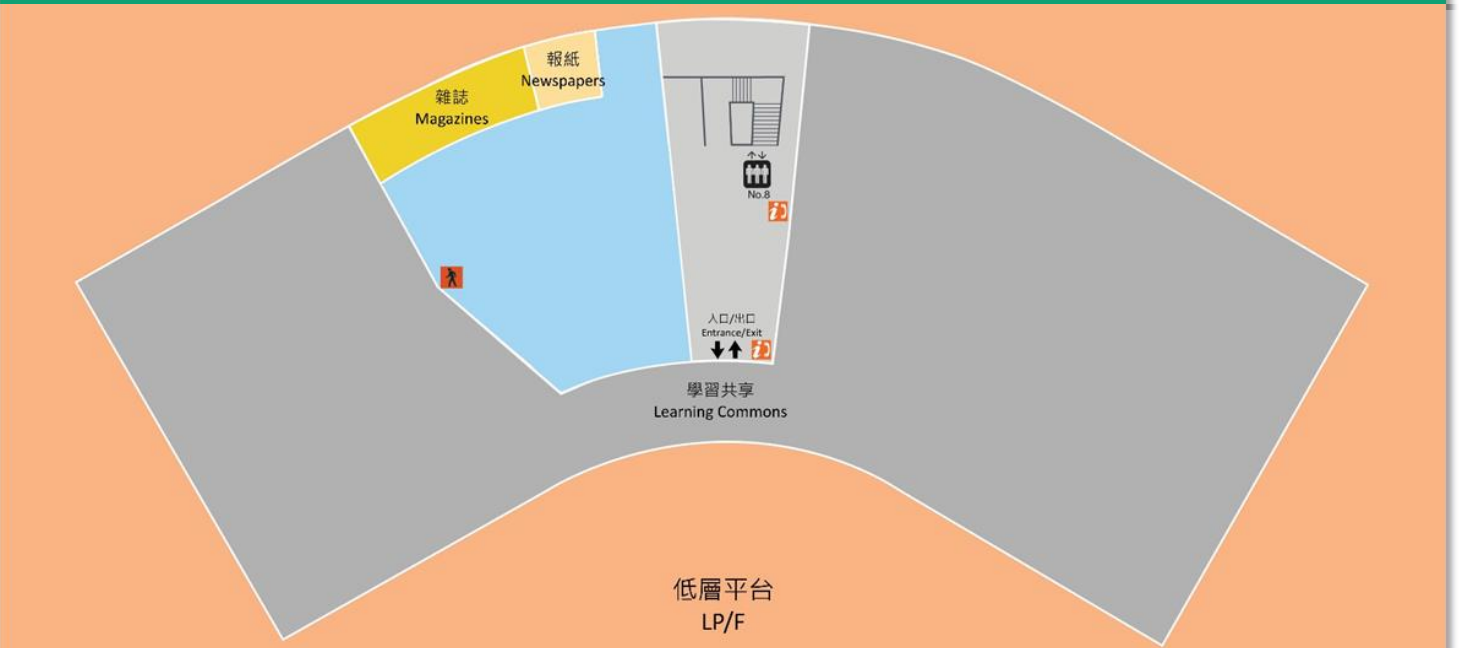 報紙
Newspapers
雜誌
Magazines
No.8
入口/出口
Entrance/Exit
學習共享
Learning Commons
低層平台
LP/F